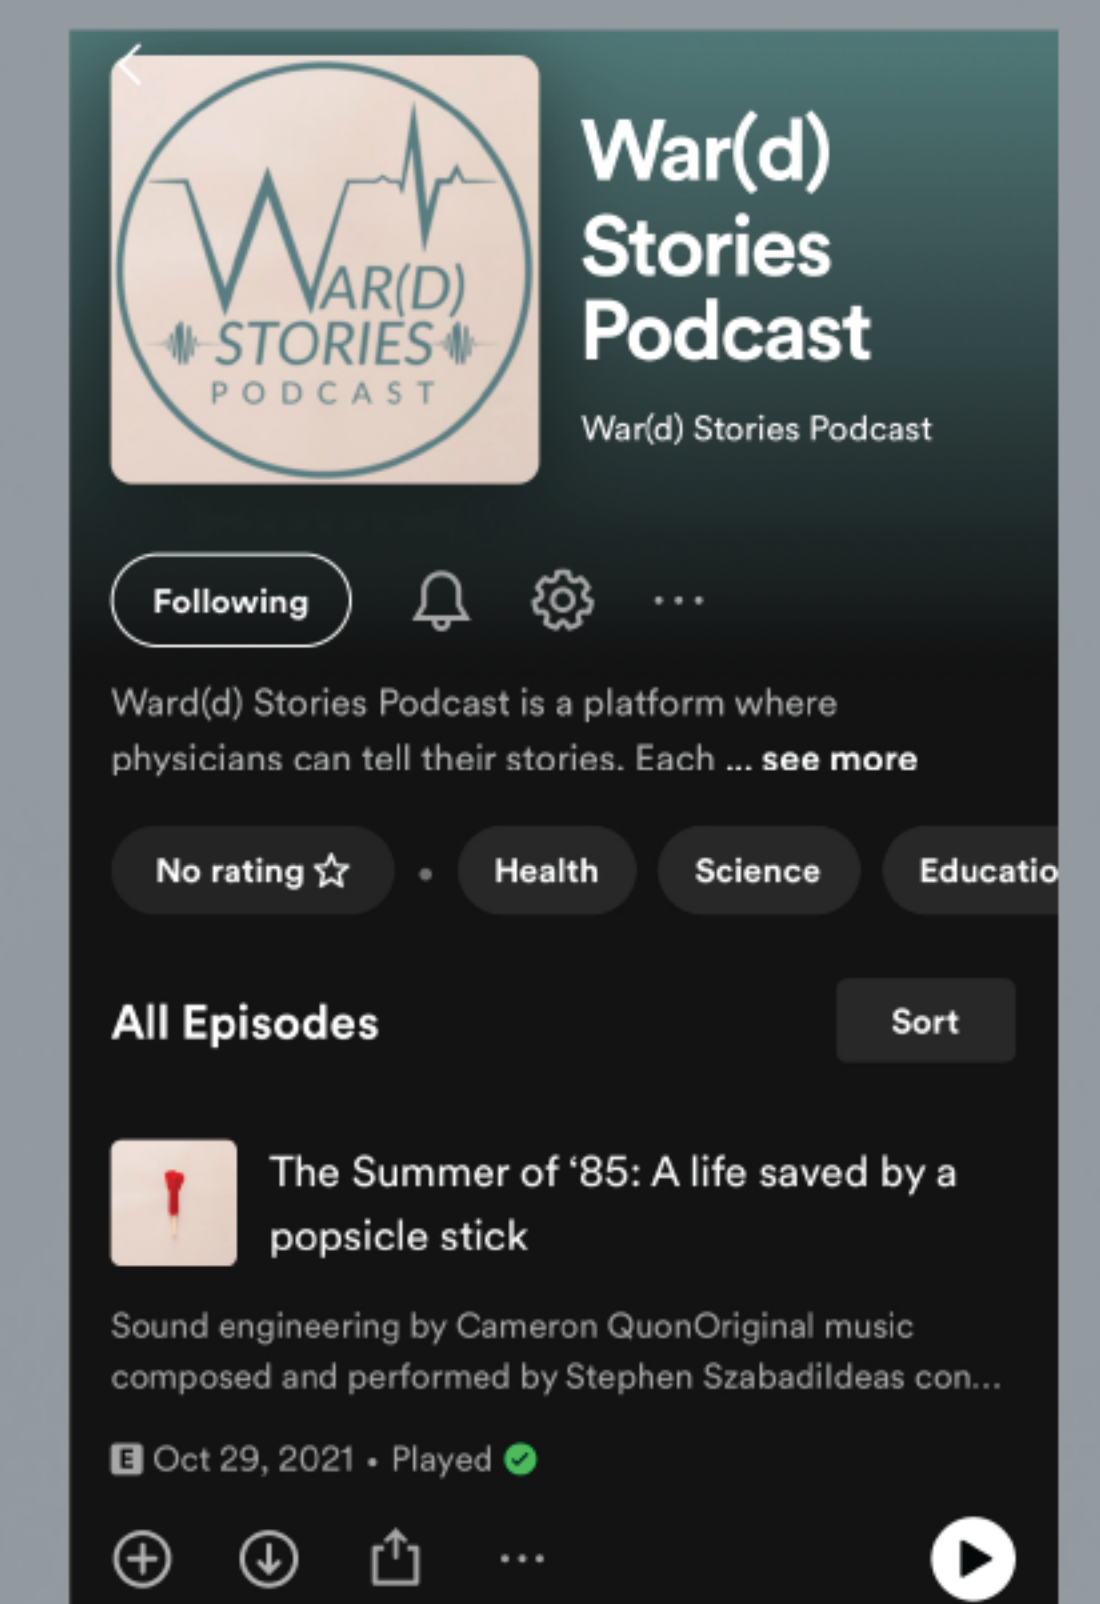 WAR(D)
STORIES
PODCAST
War(d)
Stories
Podcast
War(d) Stories Podcast
Following
Ward(d) Stories Podcast is a platform where
physicians can tell their stories. Each ... see more
No rating
Health
Science
Educatio
All Episodes
Sort
The Summer of ‘85: A life saved by a
popsicle stick
Sound engineering by Cameron QuonOriginal music
composed and performed by Stephen SzabadiIdeas con...
E Oct 29, 2021 • Played